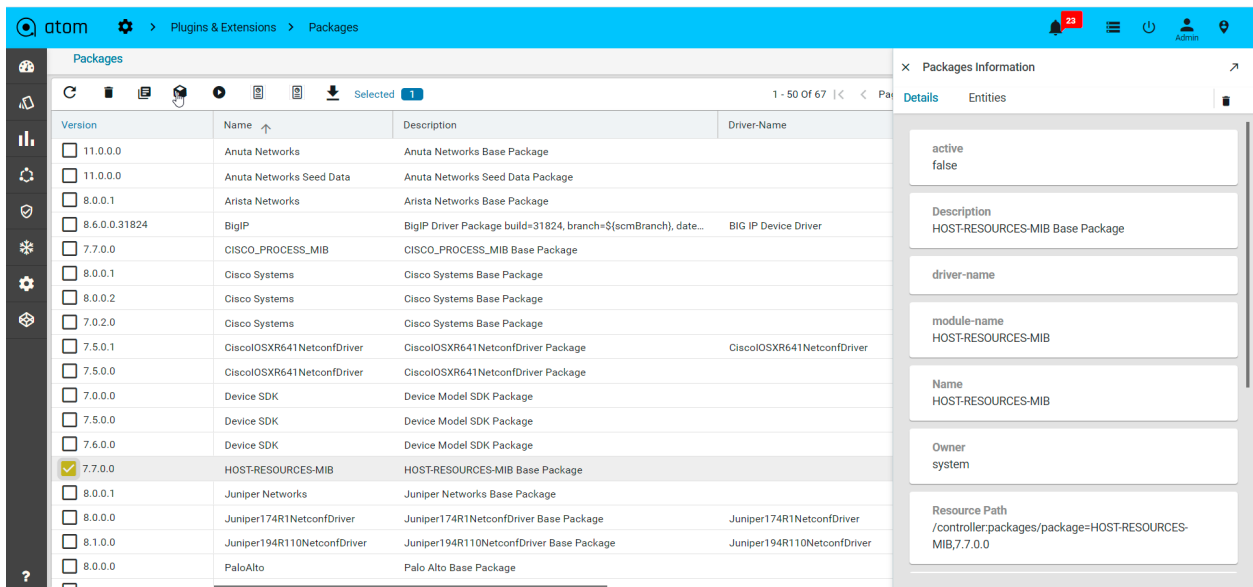 atom > Plugins & Extensions > Packages 23 Admin
Packages
Selected 1 1 - 50 Of 67
Version Name Description Driver-Name
11.0.0.0 Anuta Networks Anuta Networks Base Package
11.0.0.0 Anuta Networks Seed Data Anuta Networks Seed Data Package
8.0.0.1 Arista Networks Arista Networks Base Package
8.6.0.0.31824 BigIP BigIP Driver Package build=31824, branch=${scmBranch}, date... BIG IP Device Driver
7.7.0.0 CISCO_PROCESS_MIB CISCO_PROCESS_MIB Base Package
8.0.0.1 Cisco Systems Cisco Systems Base Package
8.0.0.2 Cisco Systems Cisco Systems Base Package
7.0.2.0 Cisco Systems Cisco Systems Base Package
7.5.0.1 CiscoIOSXR641NetconfDriver CiscoIOSXR641NetconfDriver Package CiscoIOSXR641NetconfDriver
7.5.0.0 CiscoIOSXR641NetconfDriver CiscoIOSXR641NetconfDriver Package
7.0.0.0 Device SDK Device Model SDK Package
7.5.0.0 Device SDK Device Model SDK Package
7.6.0.0 Device SDK Device Model SDK Package
7.7.0.0 HOST-RESOURCES-MIB HOST-RESOURCES-MIB Base Package
8.0.0.1 Juniper Networks Juniper Networks Base Package
8.0.0.0 Juniper174R1NetconfDriver Juniper174R1NetconfDriver Base Package Juniper174R1NetconfDriver
8.1.0.0 Juniper194R110NetconfDriver Juniper194R110NetconfDriver Base Package Juniper194R110NetconfDriver
8.0.0.0 PaloAlto Palo Alto Base Package
?
Packages Information
Details Entities
active
false
Description
HOST-RESOURCES-MIB Base Package
driver-name
module-name
HOST-RESOURCES-MIB
Name
HOST-RESOURCES-MIB
Owner
system
Resource Path
/controller:packages/package=HOST-RESOURCES-
MIB,7.7.0.0